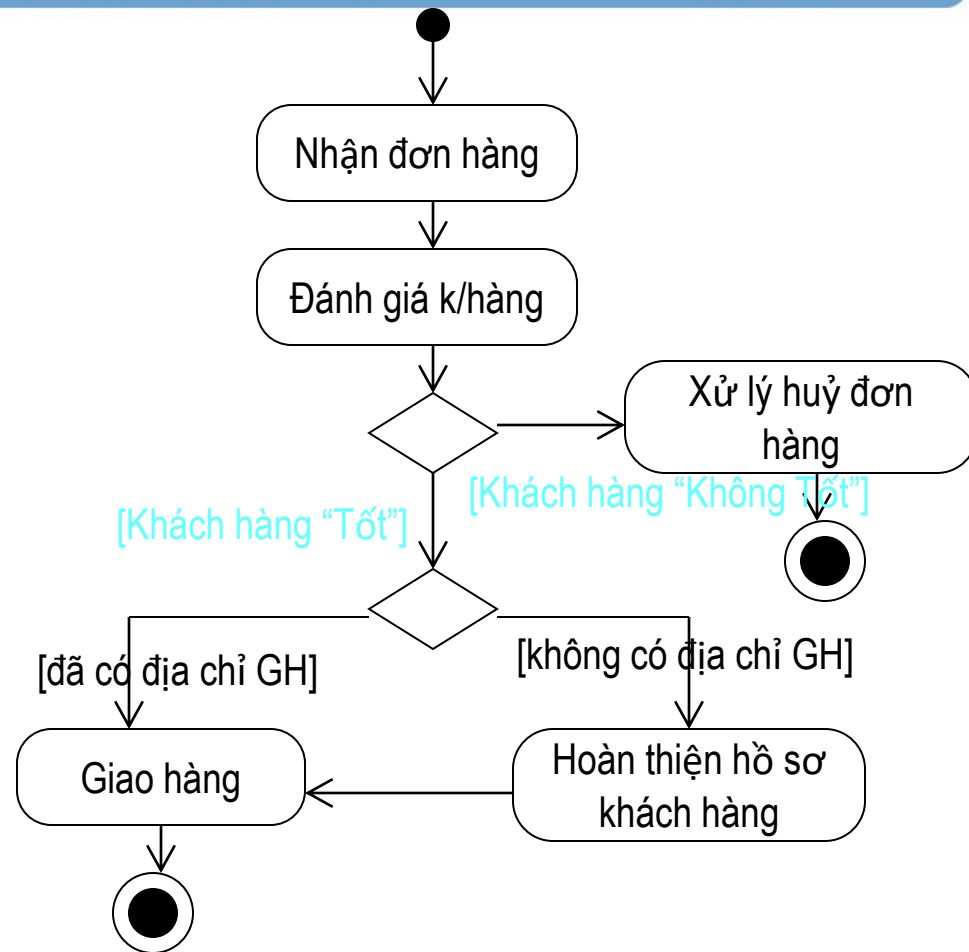 Nhận đơn hàng
Đánh giá k/hàng
Xử lý huỷ đơn
hàng
[Khách hàng “Không Tốt”]
[Khách hàng “Tốt”]
[đã có địa chỉ GH]
[không có địa chỉ GH]
Giao hàng
Hoàn thiện hồ sơ
khách hàng